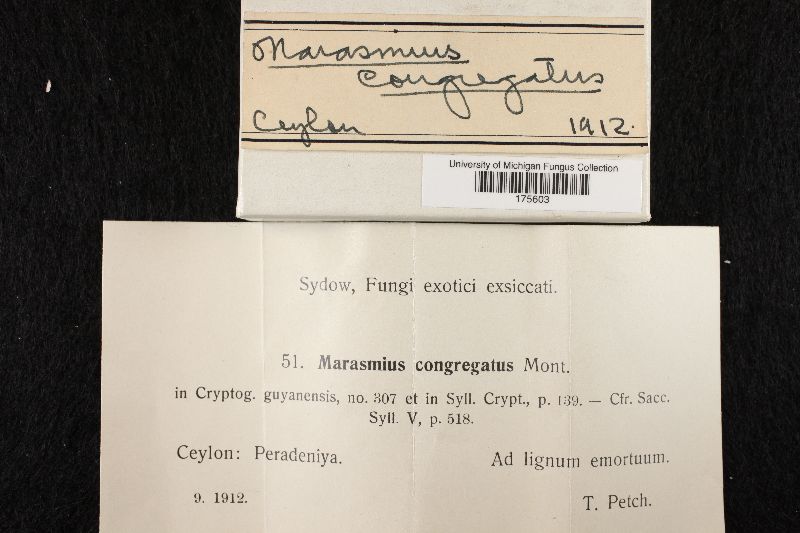 Marasmius
congregatus
Ceylon 1912.
University of Michigan Fungus Collection
175603
Sydow, Fungi exotici exsiccati.
51. Marasmius congregatus Mont.
in Cryptog. guyanensis, no. 307 et in Syll. Crypt., p. 139. — Cfr. Sacc.
Syll. V, p. 518.
Ceylon: Peradeniya. Ad lignum emortuum.
9. 1912. T. Petch.